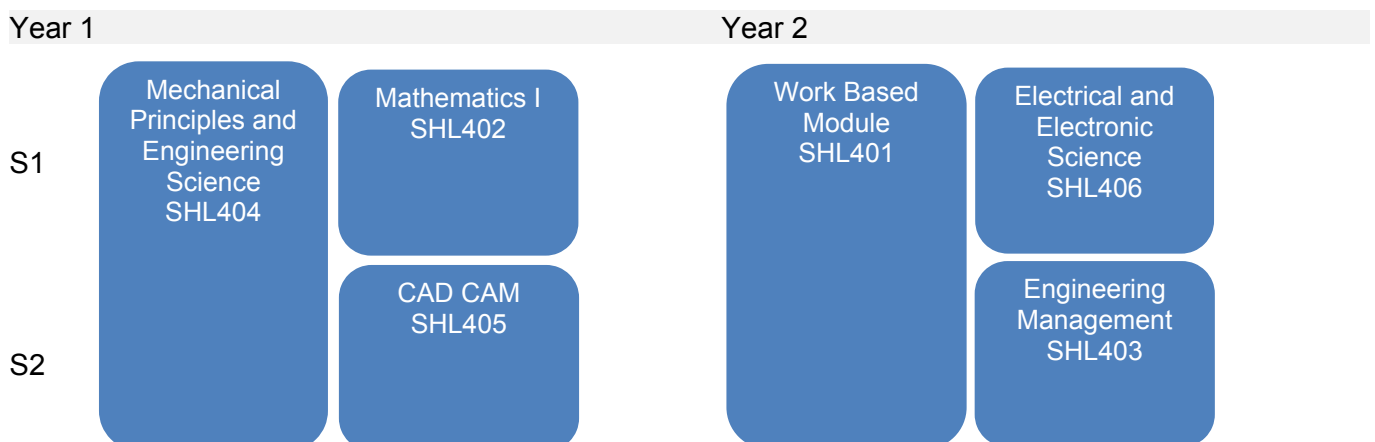 Year 1
Year 2
S1
Mechanical
Principles and
Engineering
Science
SHL404
Mathematics I
SHL402
Work Based
Module
SHL401
Electrical and
Electronic
Science
SHL406
S2
CAD CAM
SHL405
Engineering
Management
SHL403